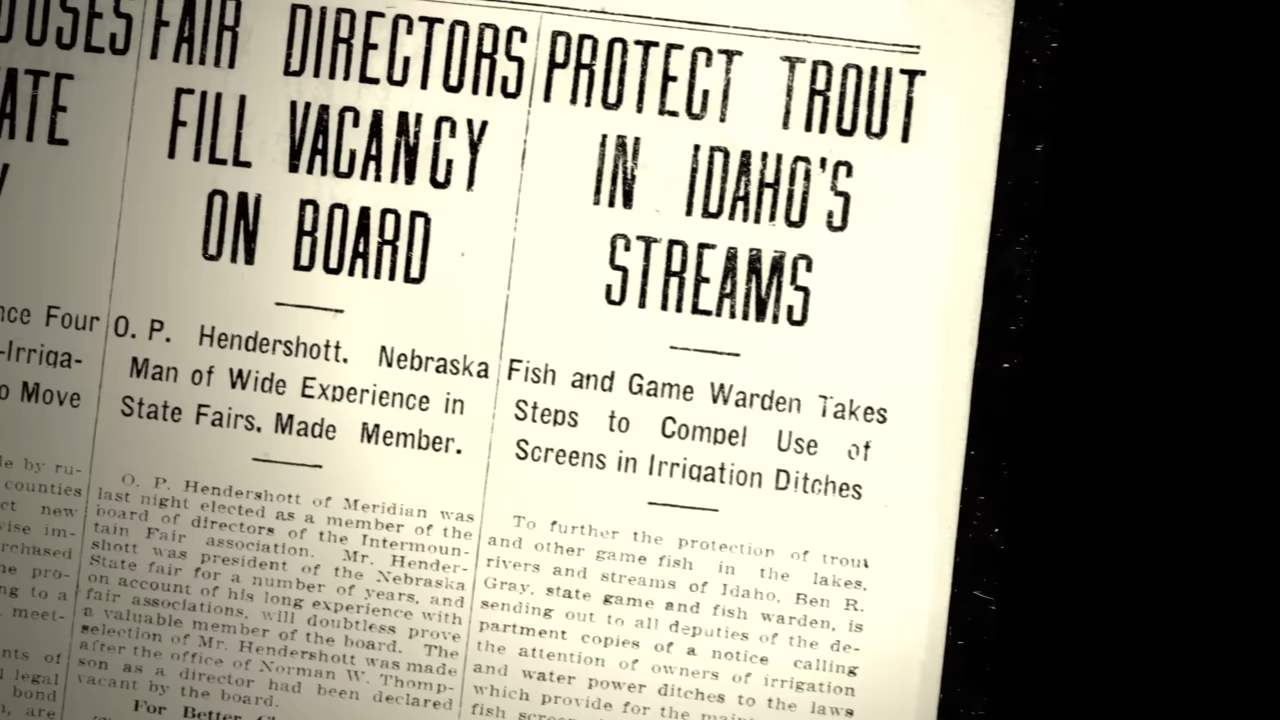 OUSES
ATE
Y
nce Four
-Irriga-
o Move
le by ru-
counties
ct new
vise im-
rchased
he pro-
ng to a
meet-
nts of
legal
bond
n, are
FAIR DIRECTORS
FILL VACANCY
ON BOARD
O. P. Hendershott, Nebraska
Man of Wide Experience in
State Fairs, Made Member.
O. P. Hendershott of Meridian was
last night elected as a member of the
board of directors of the Intermoun-
tain Fair association. Mr. Hender-
shott was president of the Nebraska
State fair for a number of years, and
on account of his long experience with
fair associations, will doubtless prove
a valuable member of the board. The
selection of Mr. Hendershott was made
after the office of Norman W. Thomp-
son as a director had been declared
vacant by the board.
For Better
PROTECT TROUT
IN IDAHO'S
STREAMS
Fish and Game Warden Takes
Steps to Compel Use of
Screens in Irrigation Ditches
To further the protection of trout
and other game fish in the lakes,
rivers and streams of Idaho, Ben R.
Gray, state game and fish warden, is
sending out to all deputies of the de-
partment copies of a notice calling
the attention of owners of irrigation
and water power ditches to the laws
which provide for the
fish